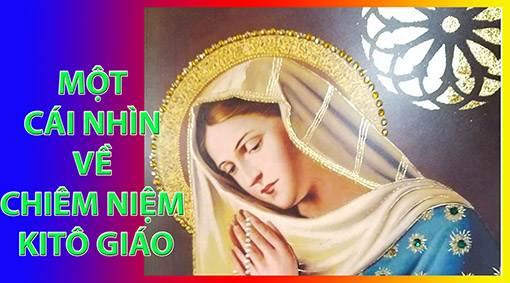 MỘT
CÁI NHÌN
VỀ
CHIÊM NIỆM
KITÔ GIÁO